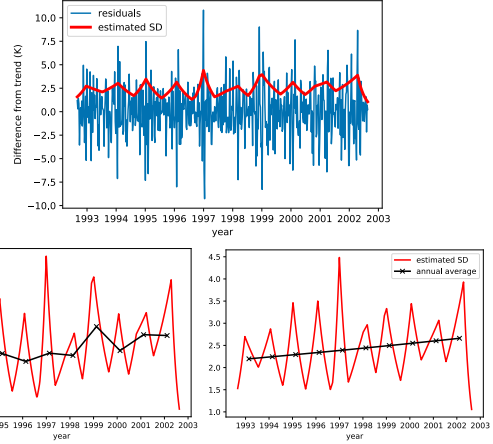 residuals
estimated SD
10.0
7.5
5.0
2.5
0.0
−2.5
−5.0
−7.5
−10.0
Difference from trend (K)
1993 1994 1995 1996 1997 1998 1999 2000 2001 2002 2003
year
1996 1997 1998 1999 2000 2001 2002 2003
year
estimated SD
annual average
4.5
4.0
3.5
3.0
2.5
2.0
1.5
1.0
1993 1994 1995 1996 1997 1998 1999 2000 2001 2002 2003
year